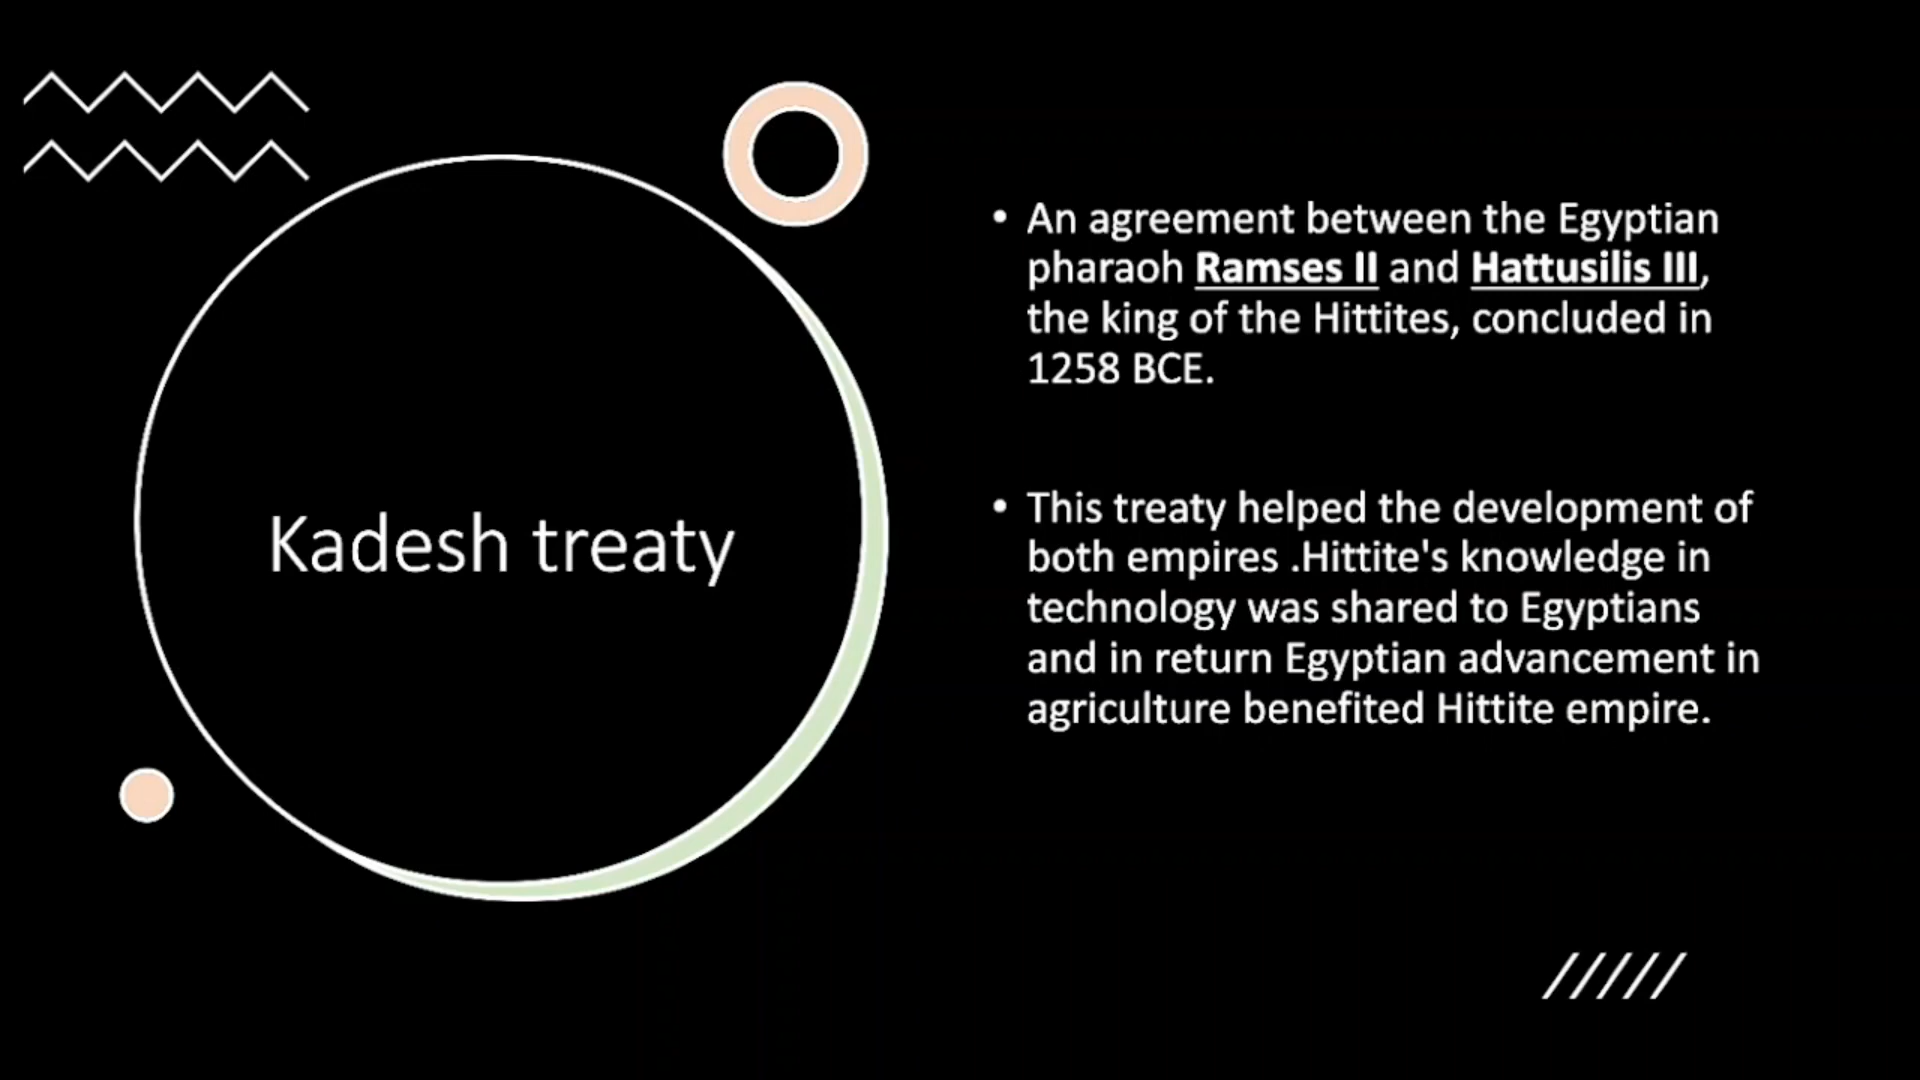 Kadesh treaty
• An agreement between the Egyptian
pharaoh Ramses II and Hattusilis III,
the king of the Hittites, concluded in
1258 BCE.
• This treaty helped the development of
both empires .Hittite's knowledge in
technology was shared to Egyptians
and in return Egyptian advancement in
agriculture benefited Hittite empire.